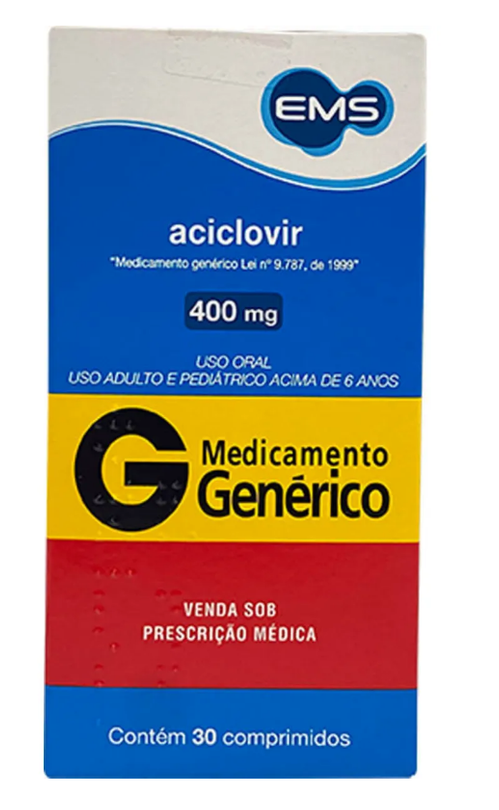 EMS
aciclovir
"Medicamento genérico Lei nº 9.787, de 1999"
400 mg
USO ORAL
USO ADULTO E PEDIÁTRICO ACIMA DE 6 ANOS
G Medicamento
Genérico
VENDA SOB
PRESCRIÇÃO MÉDICA
Contém 30 comprimidos